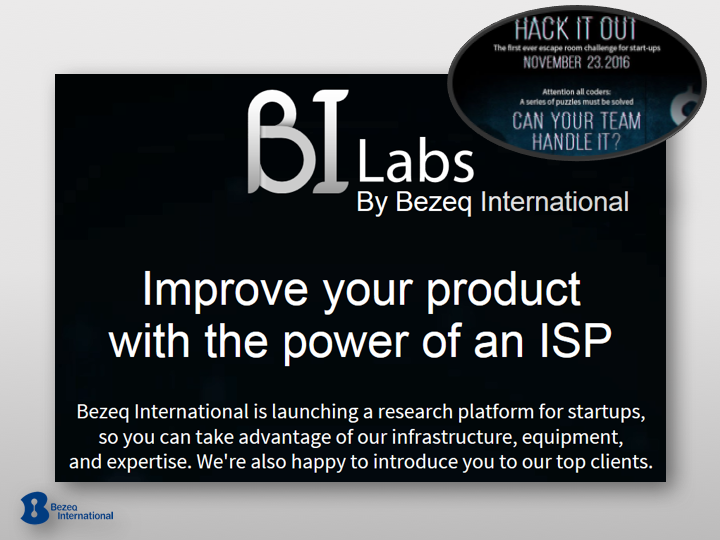 HACK IT OUT
The first ever escape room challenge for start-ups
NOVEMBER 23.2016
Attention all coders:
A series of puzzles must be solved
CAN YOUR TEAM
HANDLE IT?
BI Labs
By Bezeq International
Improve your product
with the power of an ISP
Bezeq International is launching a research platform for startups,
so you can take advantage of our infrastructure, equipment,
and expertise. We're also happy to introduce you to our top clients.
Bezeq
International